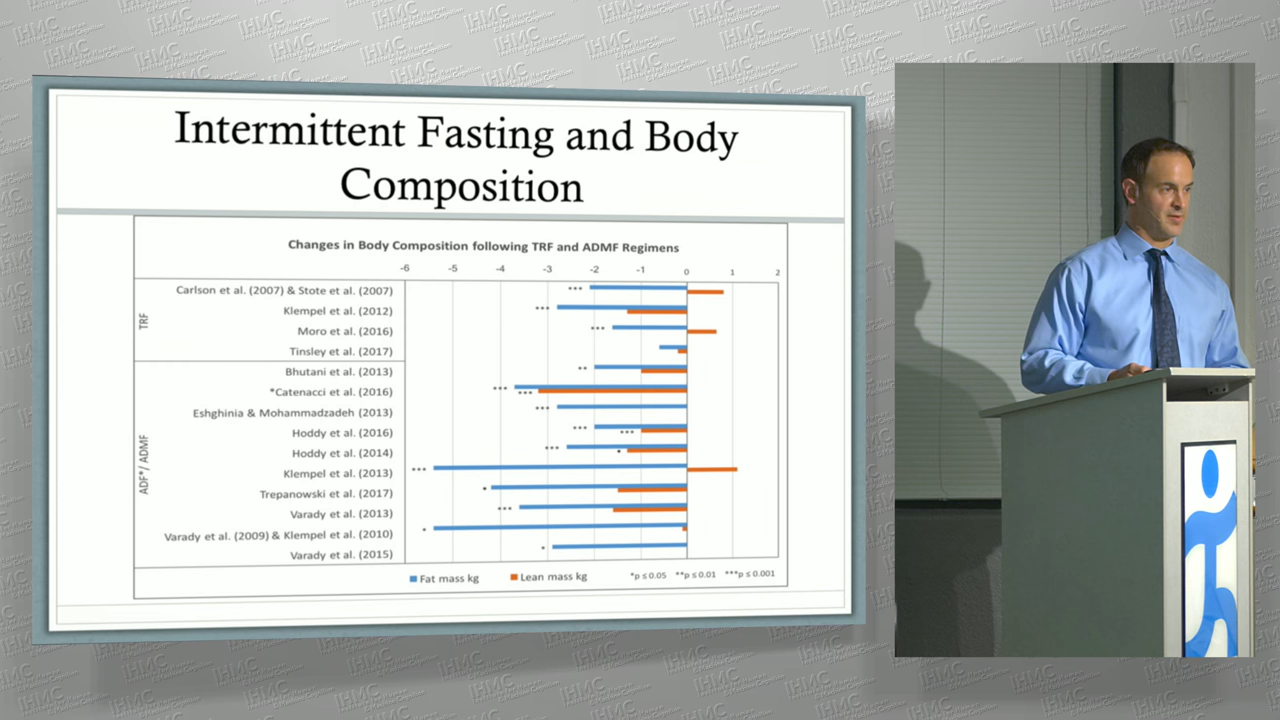 Intermittent Fasting and Body
Composition
Changes in Body Composition following TRF and ADMF Regimens
-6 -5 -4 -3 -2 -1 0 1 2
TRF
Carlson et al. (2007) & Stote et al. (2007) ***
Klempel et al. (2012) ***
Moro et al. (2016) ***
Tinsley et al. (2017)
ADF*/ ADMF
Bhutani et al. (2013) **
*Catenacci et al. (2016) *** ***
Eshghinia & Mohammadzadeh (2013) ***
Hoddy et al. (2016) *** ***
Hoddy et al. (2014) *** *
Klempel et al. (2013) ***
Trepanowski et al. (2017) *
Varady et al. (2013) ***
Varady et al. (2009) & Klempel et al. (2010) *
Varady et al. (2015) *
Fat mass kg Lean mass kg *p ≤ 0.05 **p ≤ 0.01 ***p ≤ 0.001
IHMC